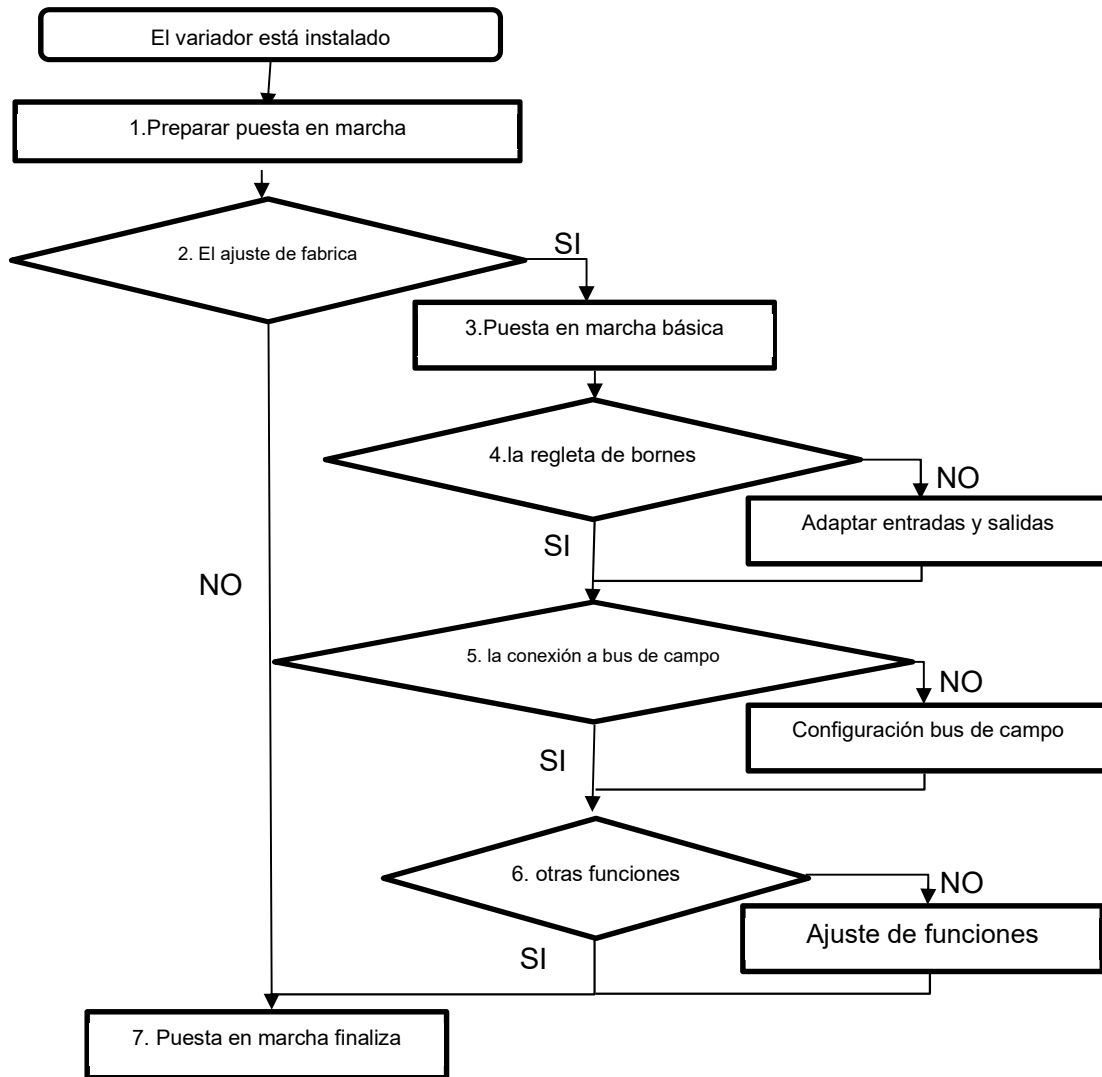 El variador está instalado
1.Preparar puesta en marcha
2. El ajuste de fabrica
SI
3.Puesta en marcha básica
4.la regleta de bornes
NO
Adaptar entradas y salidas
SI
NO
5. la conexión a bus de campo
NO
Configuración bus de campo
SI
6. otras funciones
NO
Ajuste de funciones
SI
7. Puesta en marcha finaliza